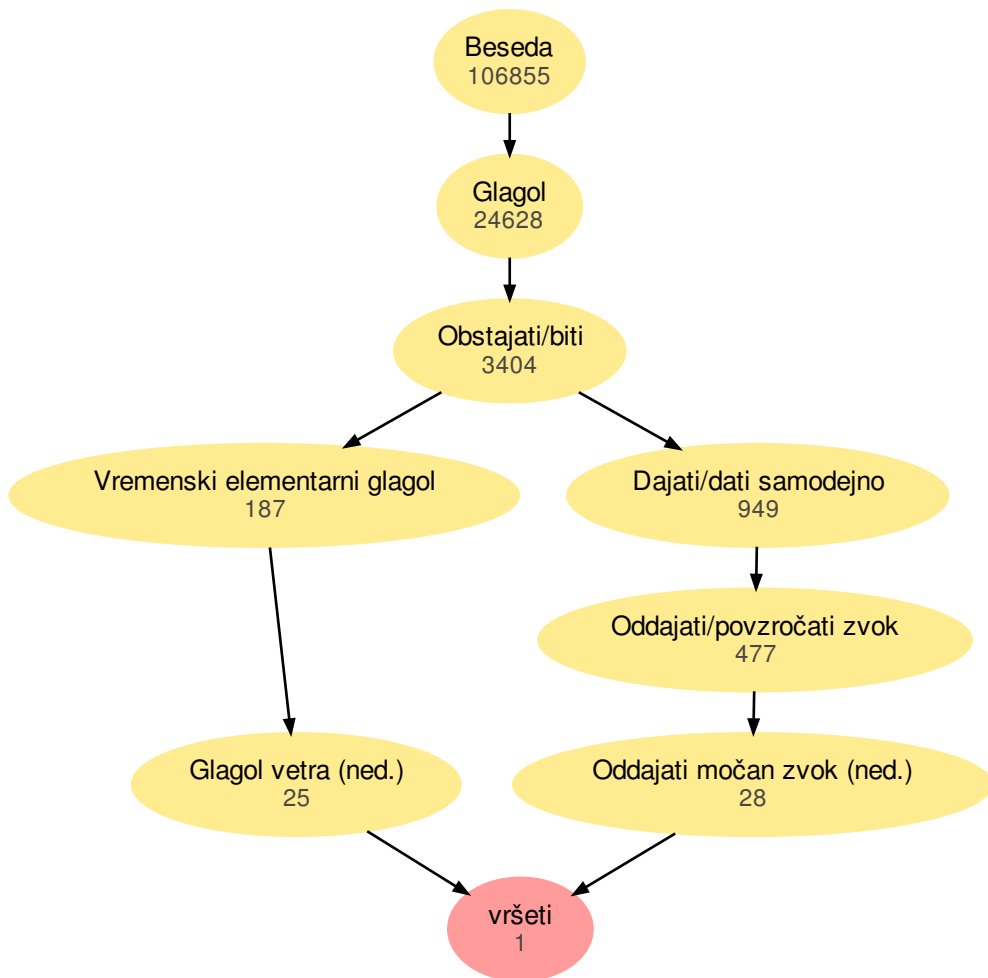 Beseda
106855
Glagol
24628
Obstajati/biti
3404
Vremenski elementarni glagol
187
Dajati/dati samodejno
949
Oddajati/povzročati zvok
477
Glagol vetra (ned.)
25
Oddajati močan zvok (ned.)
28
vršeti
1